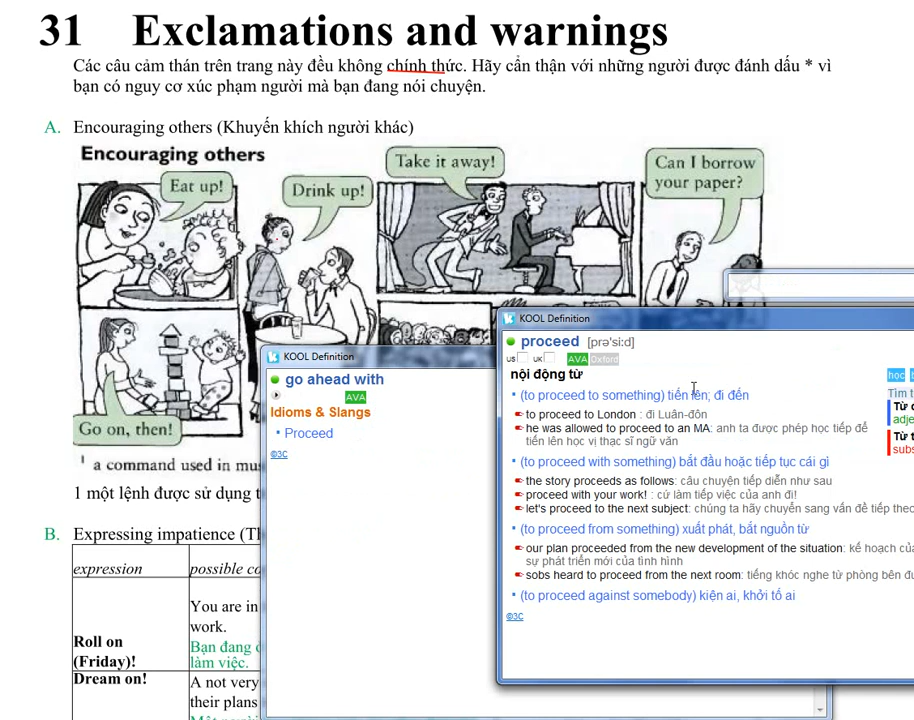 31 Exclamations and warnings
Các câu cảm thán trên trang này đều không chính thức. Hãy cẩn thận với những người được đánh dấu * vì
bạn có nguy cơ xúc phạm người mà bạn đang nói chuyện.
A. Encouraging others (Khuyến khích người khác)
Encouraging others
Eat up!
Drink up!
Take it away!
Can I borrow
your paper?
Go on, then!
1 a command used in mus
1 một lệnh được sử dụng t
B. Expressing impatience (Th
expression
possible co
Roll on
(Friday)!
You are in
work.
Bạn đang
làm việc.
Dream on!
A not very
their plans
KOOL Definition
go ahead with
AVA
Idioms & Slangs
• Proceed
©3C
KOOL Definition
proceed [prə'si:d]
US UK AVA Oxford
nội động từ
• (to proceed to something) tiến lên; đi đến
to proceed to London : đi Luân-đôn
he was allowed to proceed to an MA: anh ta được phép học tiếp để
tiến lên học vị thạc sĩ ngữ văn
• (to proceed with something) bắt đầu hoặc tiếp tục cái gì
the story proceeds as follows: câu chuyện tiếp diễn như sau
proceed with your work! : cứ làm tiếp việc của anh đi!
let's proceed to the next subject: chúng ta hãy chuyển sang vấn đề tiếp theo
• (to proceed from something) xuất phát, bắt nguồn từ
our plan proceeded from the new development of the situation: kế hoạch củ
sự phát triển mới của tình hình
sobs heard to proceed from the next room: tiếng khóc nghe từ phòng bên đư
• (to proceed against somebody) kiện ai, khởi tố ai
©3C
học
Tìm t
Từ
adje
Từ t
subs